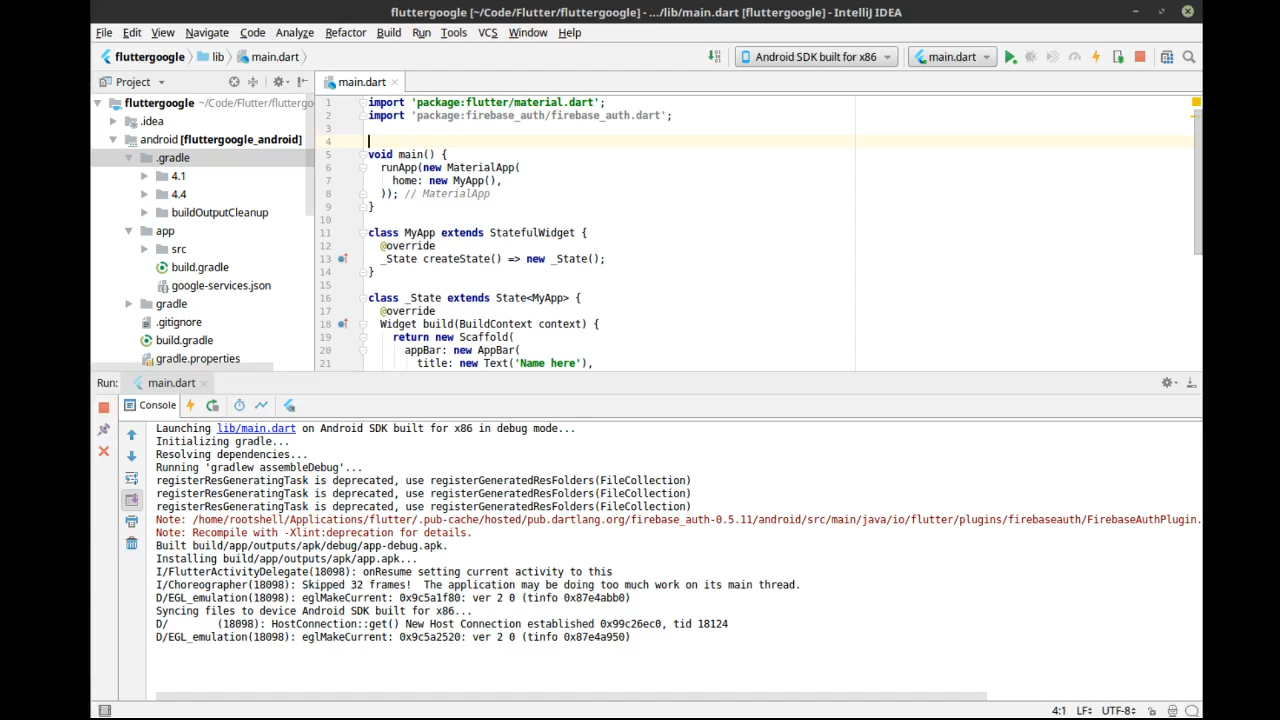 fluttergoogle [~/Code/Flutter/fluttergoogle] - .../lib/main.dart [fluttergoogle] - IntelliJ IDEA
File Edit View Navigate Code Analyze Refactor Build Run Tools VCS Window Help
fluttergoogle lib main.dart Android SDK built for x86 main.dart
Project main.dart
fluttergoogle ~/Code/Flutter/fluttergo
.idea
android [fluttergoogle_android]
.gradle
4.1
4.4
buildOutputCleanup
app
src
build.gradle
google-services.json
gradle
.gitignore
build.gradle
gradle.properties
1 import 'package:flutter/material.dart';
2 import 'package:firebase_auth/firebase_auth.dart';
3
4
5 void main() {
6 runApp(new MaterialApp(
7 home: new MyApp(),
8 )); // MaterialApp
9 }
10
11 class MyApp extends StatefulWidget {
12 @override
13 _State createState() => new _State();
14 }
15
16 class _State extends State<MyApp> {
17 @override
18 Widget build(BuildContext context) {
19 return new Scaffold(
20 appBar: new AppBar(
21 title: new Text('Name here'),
Run: main.dart
Console
Launching lib/main.dart on Android SDK built for x86 in debug mode...
Initializing gradle...
Resolving dependencies...
Running 'gradlew assembleDebug'...
registerResGeneratingTask is deprecated, use registerGeneratedResFolders(FileCollection)
registerResGeneratingTask is deprecated, use registerGeneratedResFolders(FileCollection)
registerResGeneratingTask is deprecated, use registerGeneratedResFolders(FileCollection)
Note: /home/rootshell/Applications/flutter/.pub-cache/hosted/pub.dartlang.org/firebase_auth-0.5.11/android/src/main/java/io/flutter/plugins/firebaseauth/FirebaseAuthPlugin.
Note: Recompile with -Xlint:deprecation for details.
Built build/app/outputs/apk/debug/app-debug.apk.
Installing build/app/outputs/apk/app.apk...
I/FlutterActivityDelegate(18098): onResume setting current activity to this
I/Choreographer(18098): Skipped 32 frames! The application may be doing too much work on its main thread.
D/EGL_emulation(18098): eglMakeCurrent: 0x9c5a1f80: ver 2 0 (tinfo 0x87e4abb0)
Syncing files to device Android SDK built for x86...
D/ (18098): HostConnection::get() New Host Connection established 0x99c26ec0, tid 18124
D/EGL_emulation(18098): eglMakeCurrent: 0x9c5a2520: ver 2 0 (tinfo 0x87e4a950)
4:1 LF UTF-8